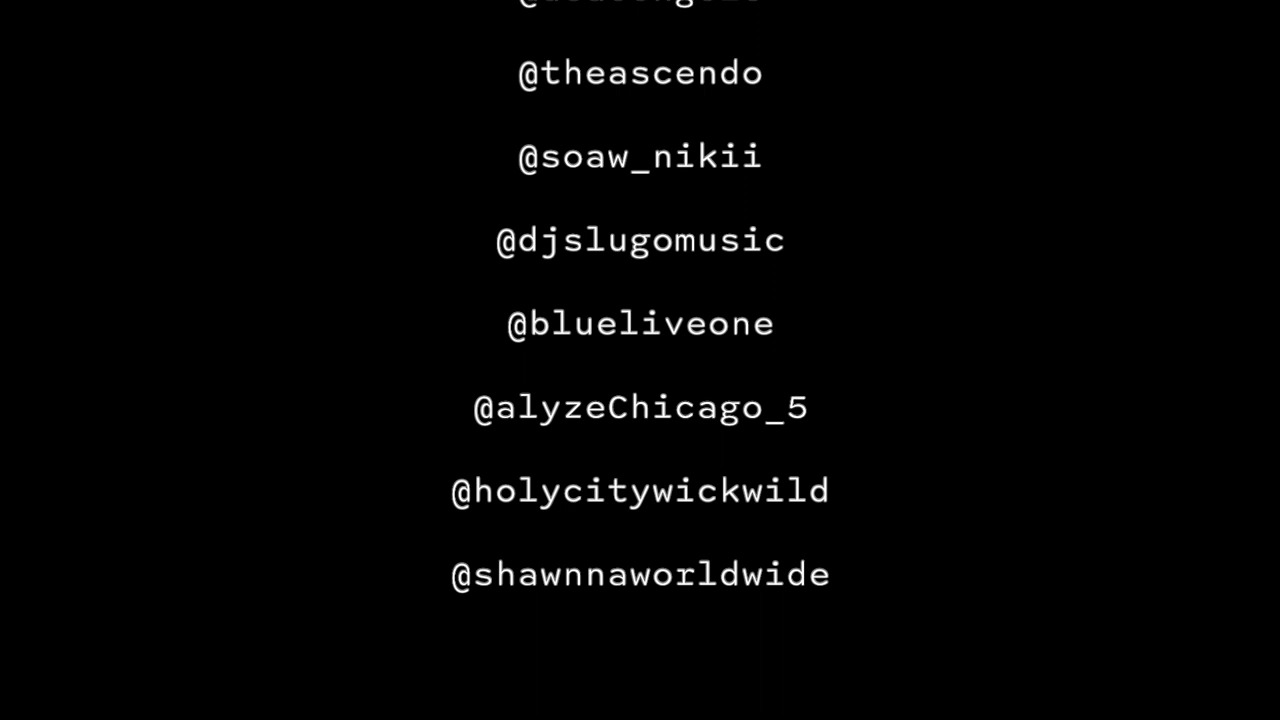 @theascendo
@soaw_nikii
@djslugomusic
@blueliveone
@alyzeChicago_5
@holycitywickwild
@shawnnaworldwide